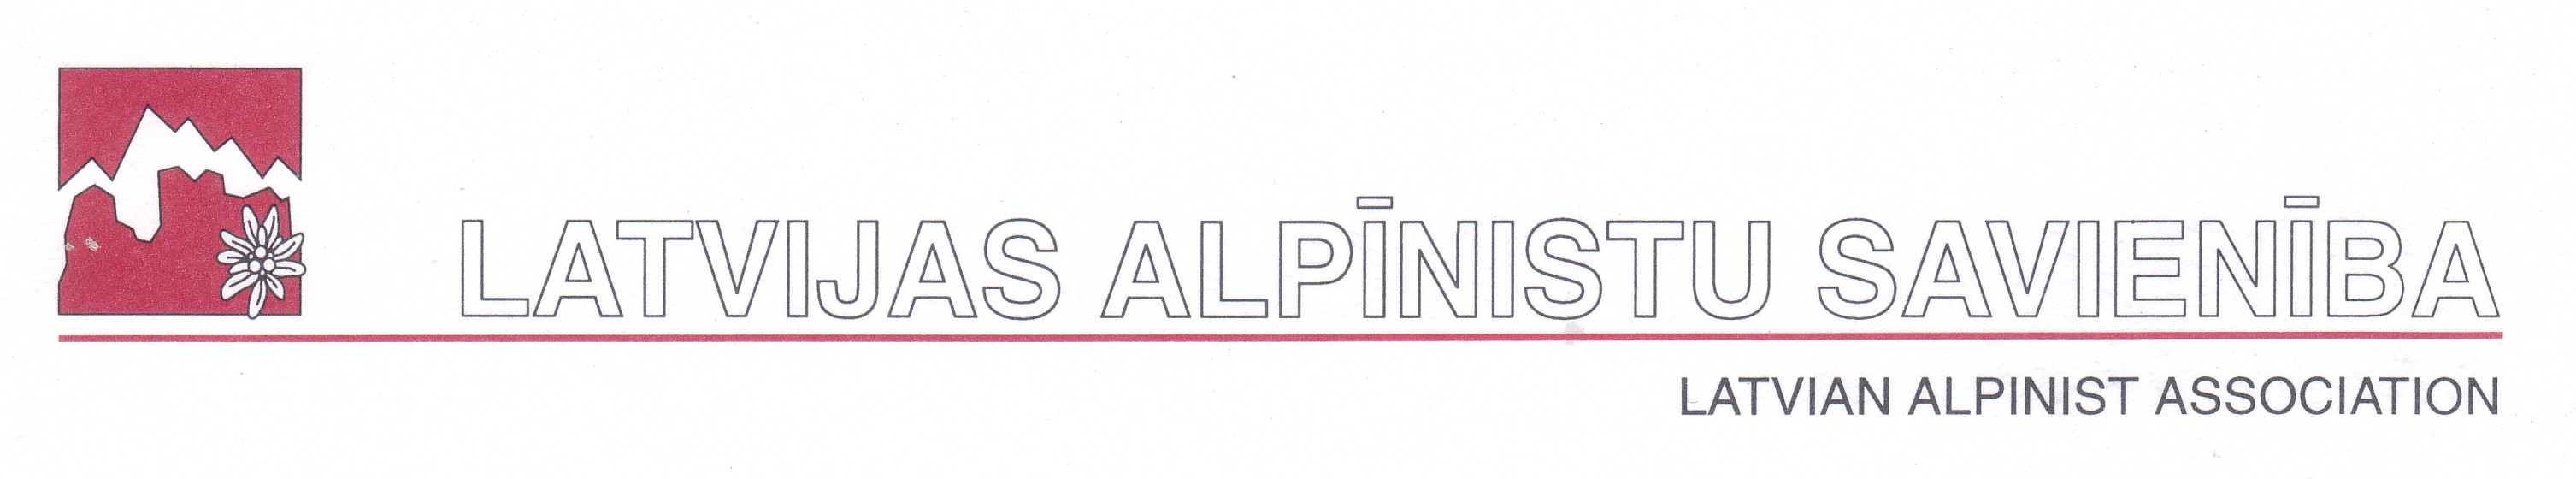 LATVIJAS ALPĪNISTU SAVIENĪBA
LATVIAN ALPINIST ASSOCIATION